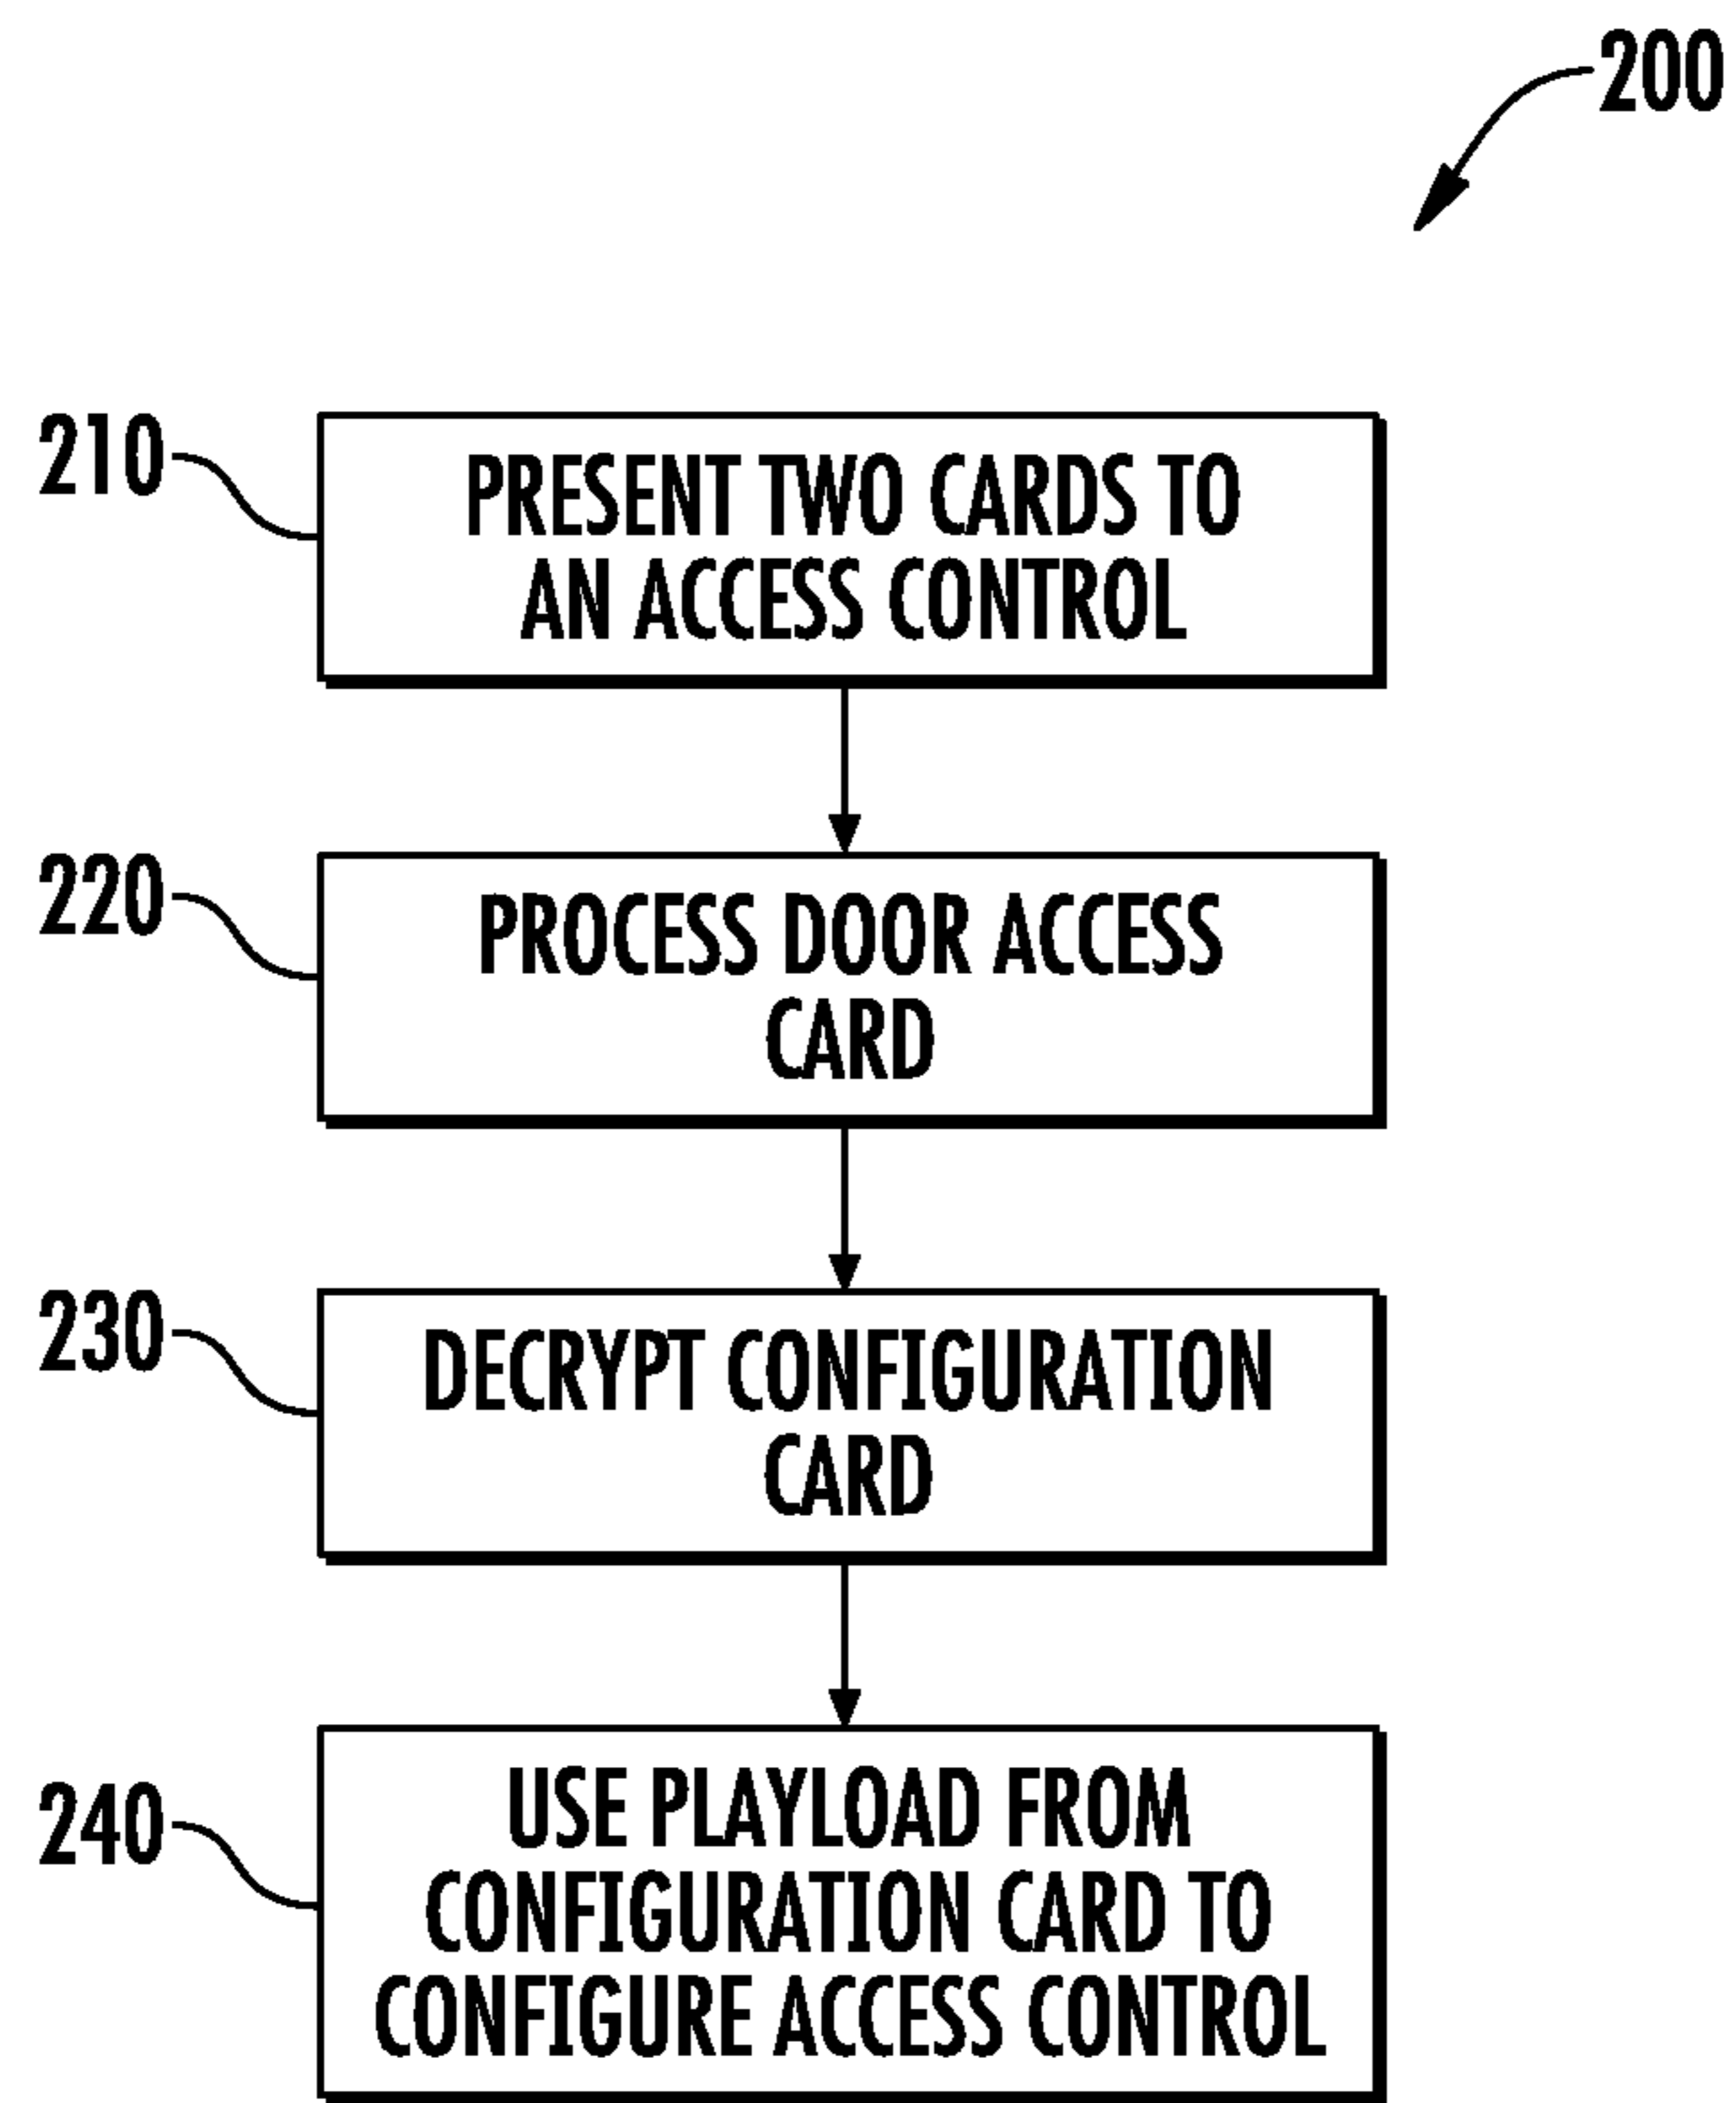 200
210
PRESENT TWO CARDS TO
AN ACCESS CONTROL
220
PROCESS DOOR ACCESS
CARD
230
DECRYPT CONFIGURATION
CARD
240
USE PLAYLOAD FROM
CONFIGURATION CARD TO
CONFIGURE ACCESS CONTROL